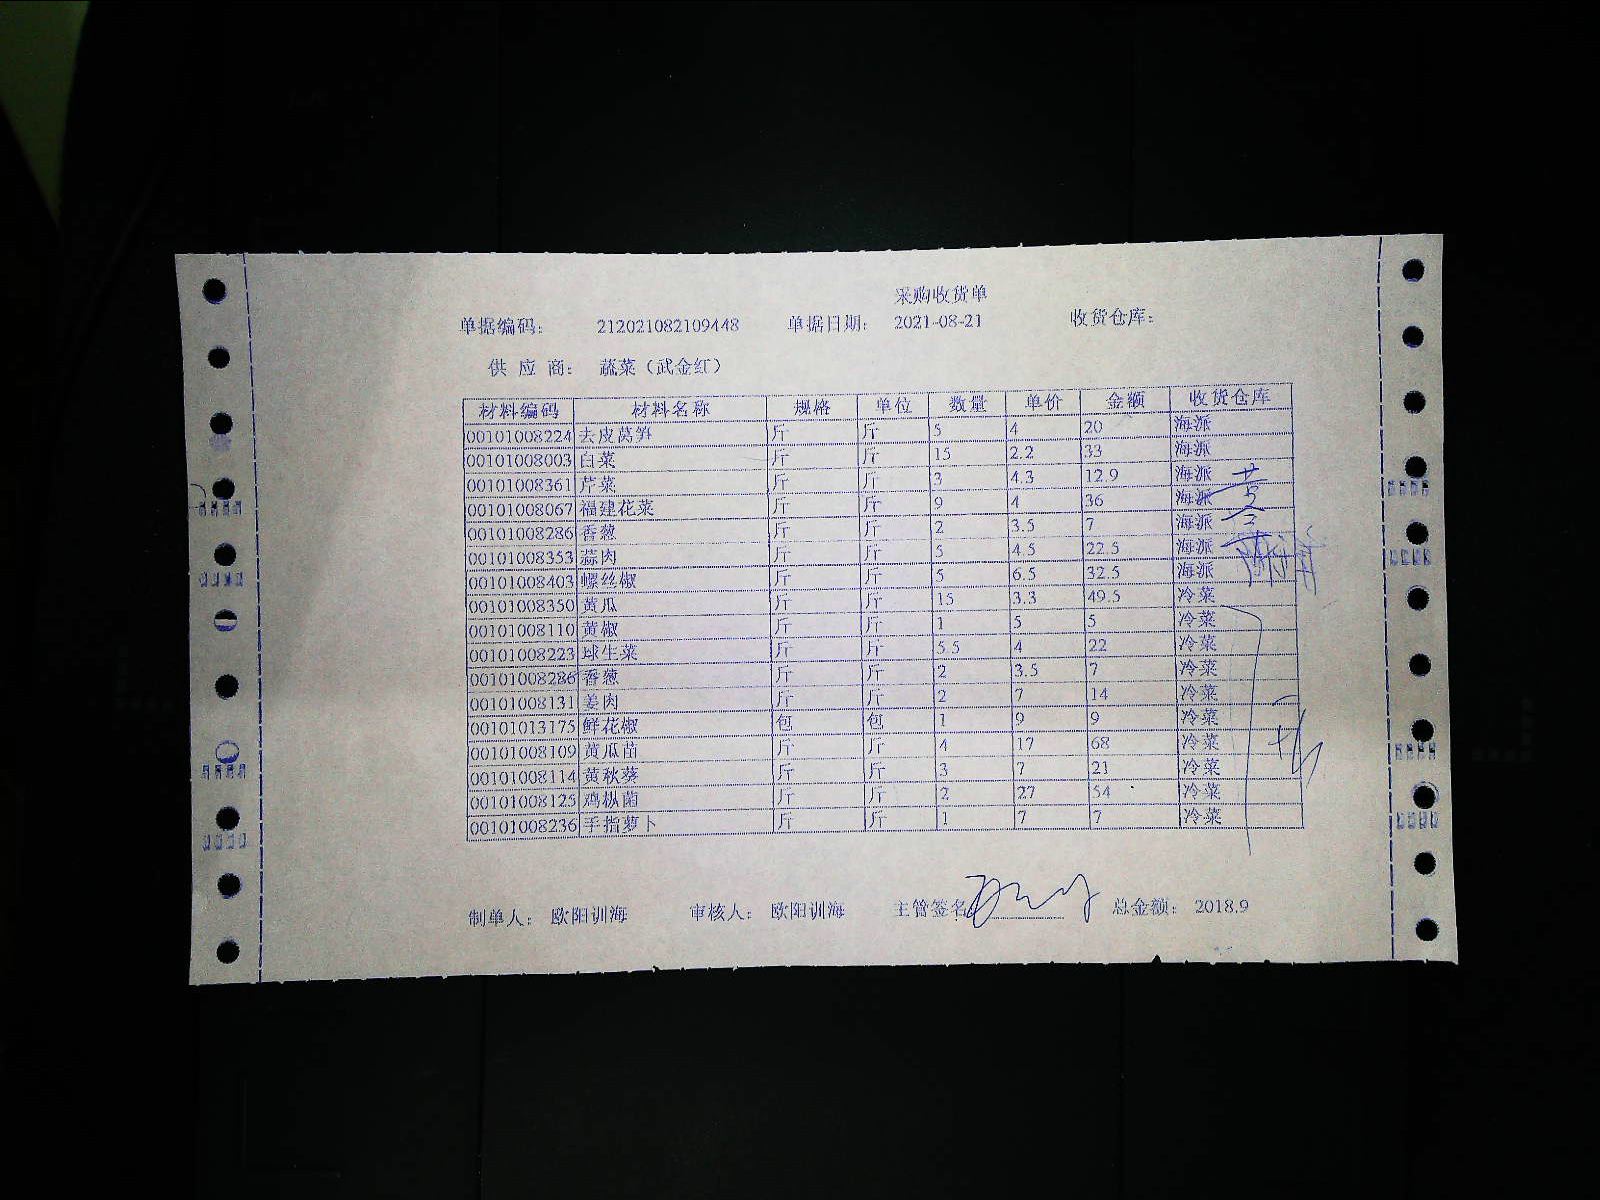 采购收货单
单据编码: 212021082109448 单据日期: 2021-08-21 收货仓库:
供 应 商: 蔬菜(武金红)
材料编码 材料名称 规格 单位 数量 单价 金额 收货仓库
00101008224 去皮莴笋 斤 斤 5 4 20 海派
00101008003 白菜 斤 斤 15 2.2 33 海派
00101008361 芹菜 斤 斤 3 4.3 12.9 海派
00101008067 福建花菜 斤 斤 9 4 36 海派
00101008286 香葱 斤 斤 2 3.5 7 海派
00101008353 蒜肉 斤 斤 5 4.5 22.5 海派
00101008403 螺丝椒 斤 斤 5 6.5 32.5 海派
00101008350 黄瓜 斤 斤 15 3.3 49.5 冷菜
00101008110 黄椒 斤 斤 1 5 5 冷菜
00101008223 球生菜 斤 斤 5.5 4 22 冷菜
00101008286 香葱 斤 斤 2 3.5 7 冷菜
00101008131 姜肉 斤 斤 2 7 14 冷菜
00101013175 鲜花椒 包 包 1 9 9 冷菜
00101008109 黄瓜苗 斤 斤 4 17 68 冷菜
00101008114 黄秋葵 斤 斤 3 7 21 冷菜
00101008125 鸡枞菌 斤 斤 2 27 54 冷菜
00101008236 手指萝卜 斤 斤 1 7 7 冷菜
制单人: 欧阳训海 审核人: 欧阳训海 主管签名 总金额: 2018.9